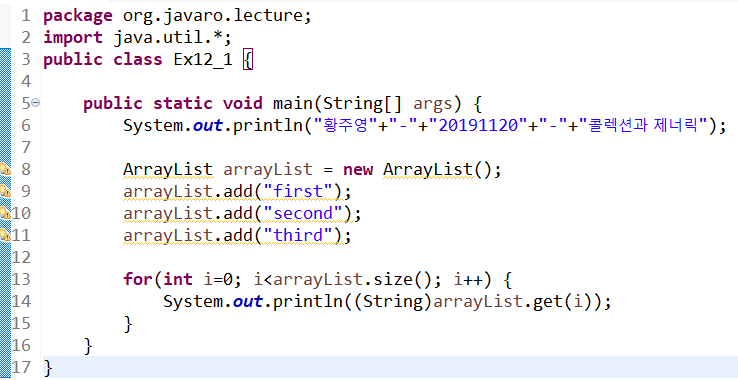 1 package org.javaro.lecture;
2 import java.util.*;
3 public class Ex12_1 {
4
5 public static void main(String[] args) {
6 System.out.println("황주영"+"-"+"20191120"+"-"+"콜렉션과 제너릭");
7
8 ArrayList arrayList = new ArrayList();
9 arrayList.add("first");
10 arrayList.add("second");
11 arrayList.add("third");
12
13 for(int i=0; i<arrayList.size(); i++) {
14 System.out.println((String)arrayList.get(i));
15 }
16 }
17 }